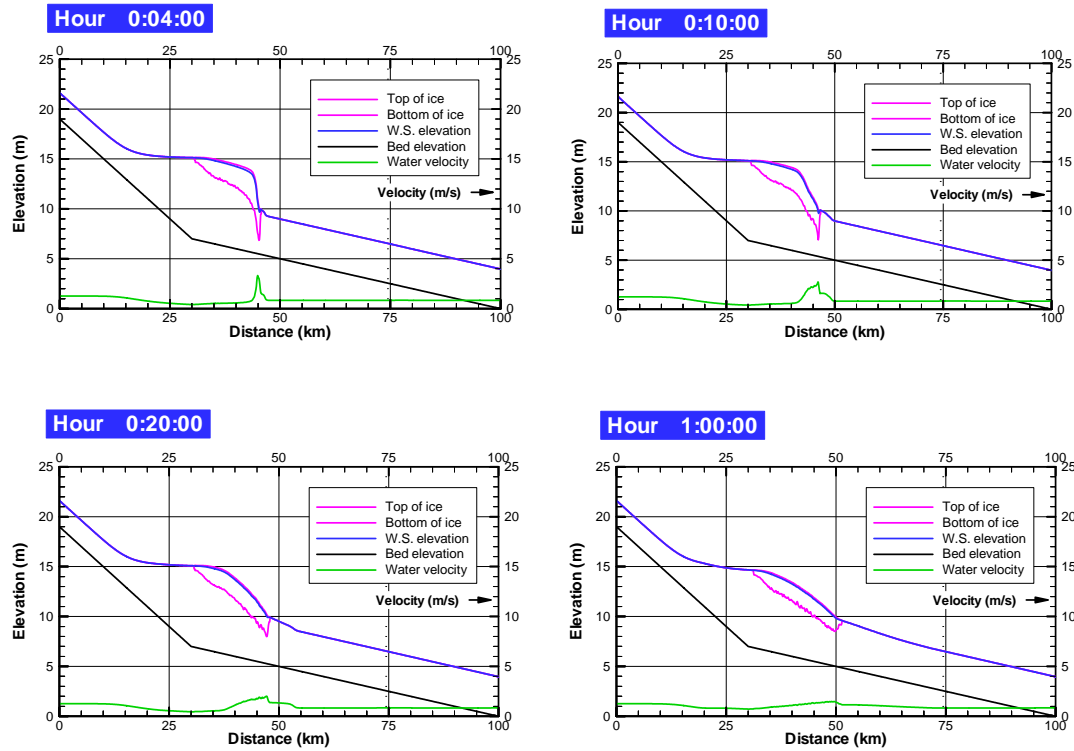 Hour 0:04:00
0 25 50 75 100
25
20
15
10
5
0
Elevation (m)
Top of ice
Bottom of ice
W.S. elevation
Bed elevation
Water velocity
Velocity (m/s)
25
20
15
10
5
0
0 25 50 75 100
Distance (km)
Hour 0:10:00
0 25 50 75 100
25
20
15
10
5
0
Elevation (m)
Top of ice
Bottom of ice
W.S. elevation
Bed elevation
Water velocity
Velocity (m/s)
25
20
15
10
5
0
0 25 50 75 100
Distance (km)
Hour 0:20:00
0 25 50 75 100
25
20
15
10
5
0
Elevation (m)
Top of ice
Bottom of ice
W.S. elevation
Bed elevation
Water velocity
Velocity (m/s)
25
20
15
10
5
0
0 25 50 75 100
Distance (km)
Hour 1:00:00
0 25 50 75 100
25
20
15
10
5
0
Elevation (m)
Top of ice
Bottom of ice
W.S. elevation
Bed elevation
Water velocity
Velocity (m/s)
25
20
15
10
5
0
0 25 50 75 100
Distance (km)